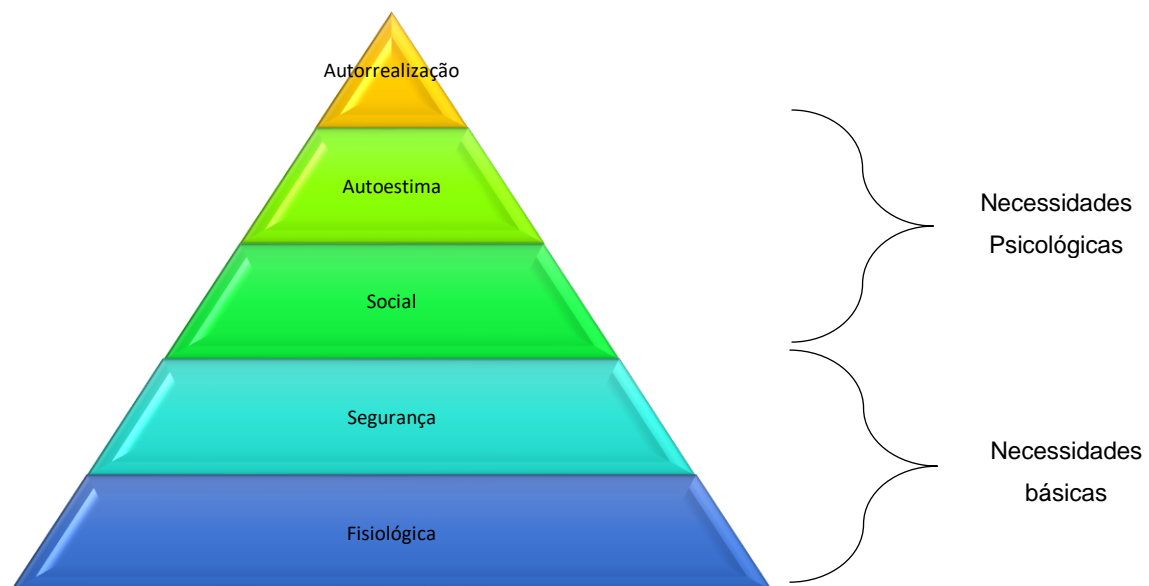 Autorrealização
Autoestima
Social
Segurança
Fisiológica
Necessidades
Psicológicas
Necessidades
básicas